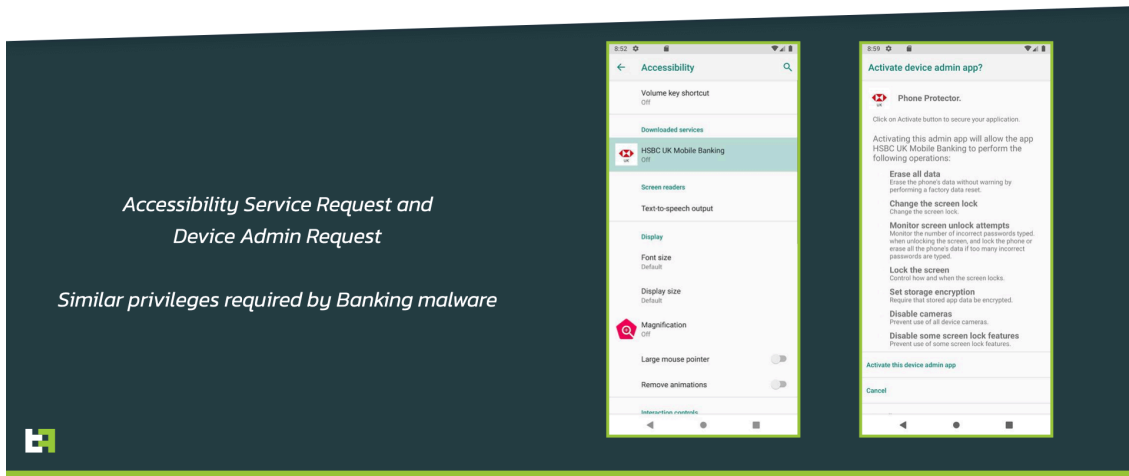 Accessibility Service Request and
Device Admin Request
Similar privileges required by Banking malware
8:52
Accessibility
Volume key shortcut
Off
Downloaded services
HSBC UK Mobile Banking
Off
UK
Screen readers
Text-to-speech output
Display
Font size
Default
Display size
Default
Magnification
Off
Large mouse pointer
Remove animations
Interaction controls
8:59
Activate device admin app?
Phone Protector.
UK
Click on Activate button to secure your application.
Activating this admin app will allow the app
HSBC UK Mobile Banking to perform the
following operations:
Erase all data
Erase the phone's data without warning by
performing a factory data reset.
Change the screen lock
Change the screen lock.
Monitor screen unlock attempts
Monitor the number of incorrect passwords typed.
when unlocking the screen, and lock the phone or
erase all the phone's data if too many incorrect
passwords are typed.
Lock the screen
Control how and when the screen locks.
Set storage encryption
Require that stored app data be encrypted.
Disable cameras
Prevent use of all device cameras.
Disable some screen lock features
Prevent use of some screen lock features.
Activate this device admin app
Cancel